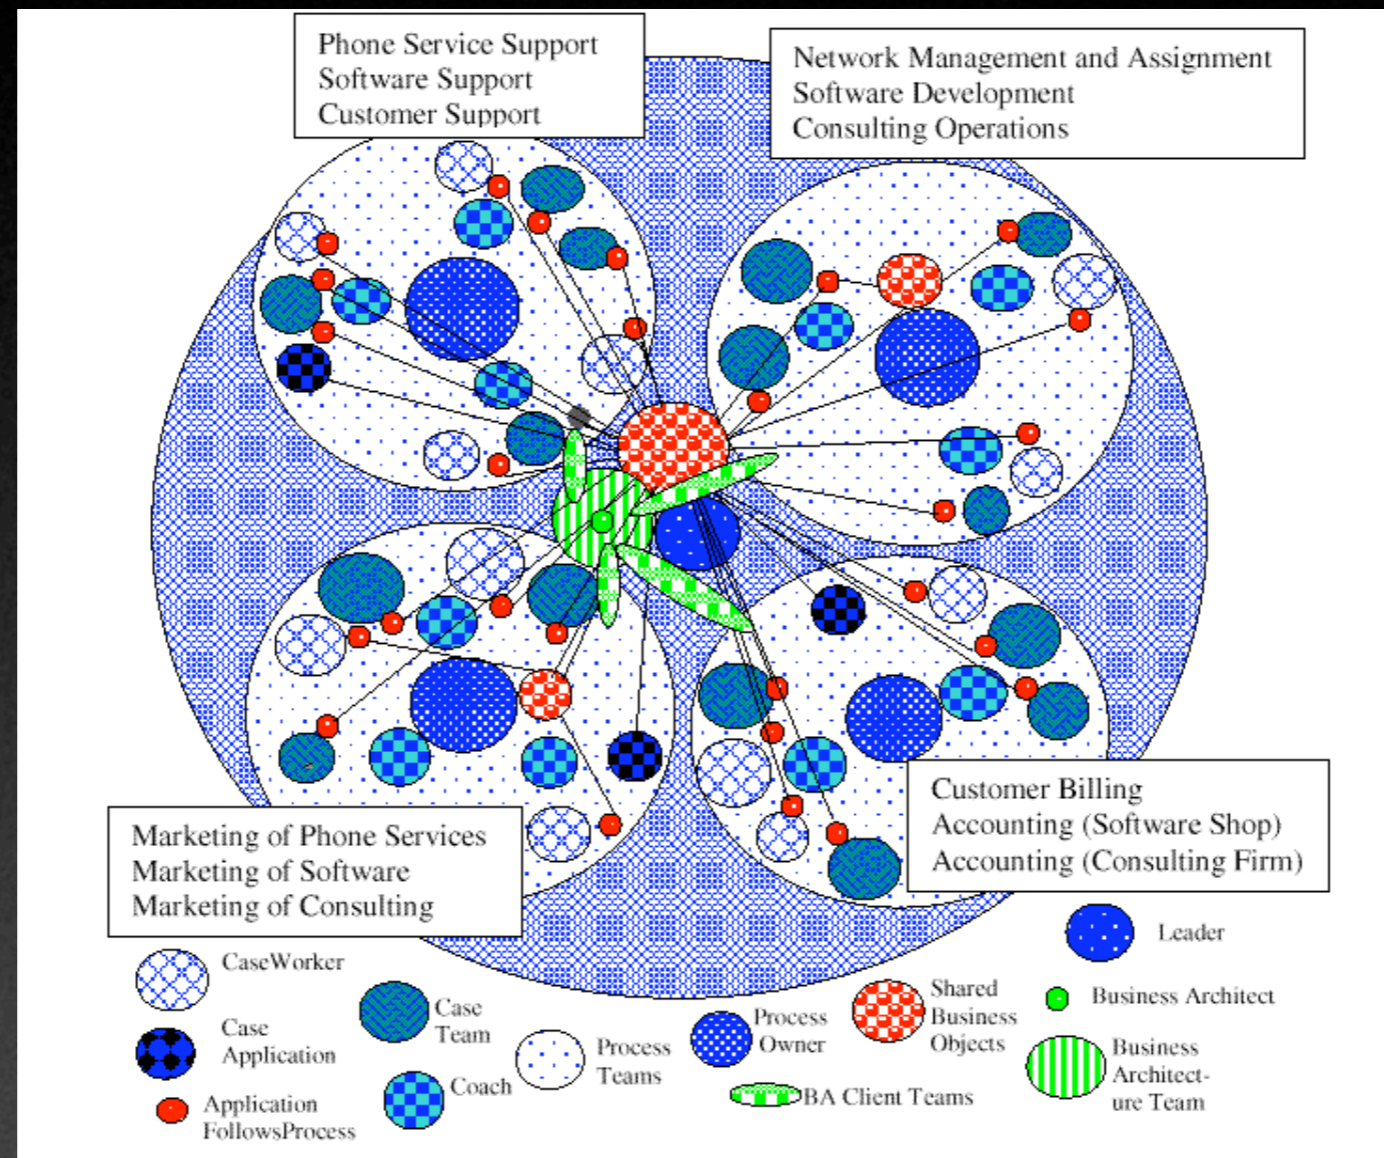 Phone Service Support
Software Support
Customer Support
Network Management and Assignment
Software Development
Consulting Operations
Customer Billing
Accounting (Software Shop)
Accounting (Consulting Firm)
Marketing of Phone Services
Marketing of Software
Marketing of Consulting
CaseWorker
Case
Application
Application
FollowsProcess
Case
Team
Coach
Process
Teams
Process
Owner
BA Client Teams
Shared
Business
Objects
Leader
Business Architect
Business
Architect-
ure Team